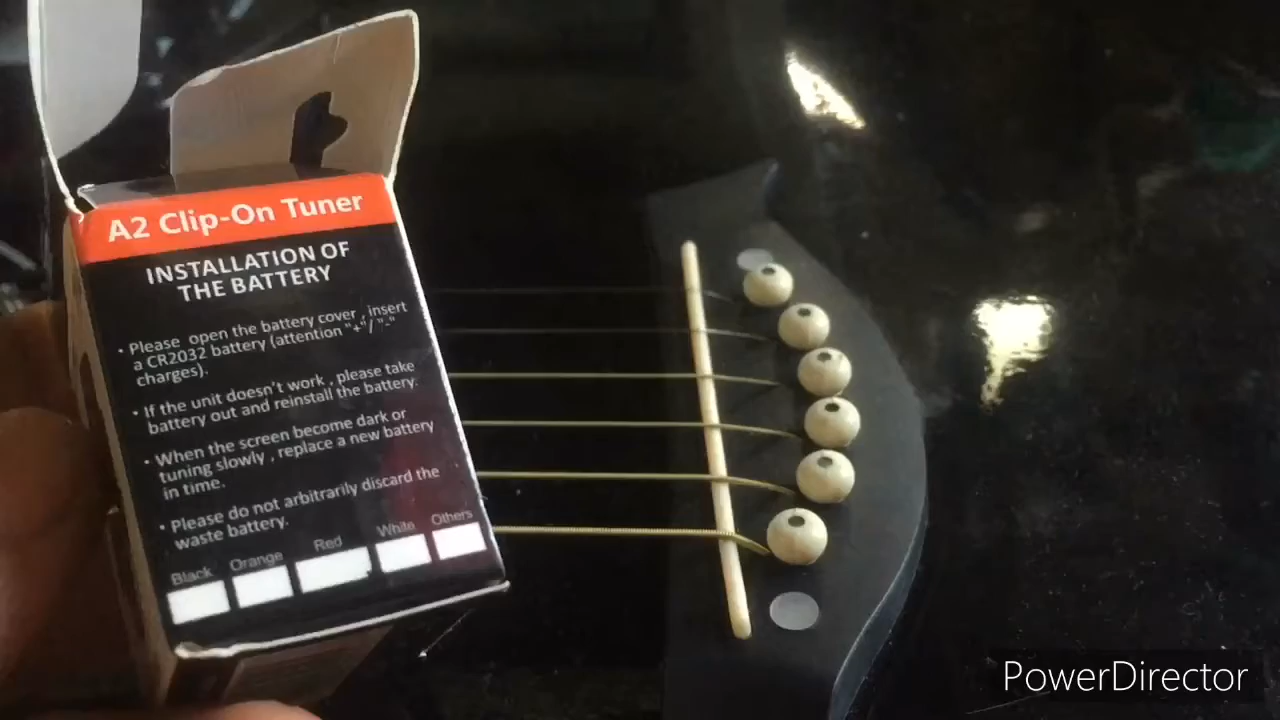 A2 Clip-On Tuner
INSTALLATION OF
THE BATTERY
• Please open the battery cover , insert
a CR2032 battery (attention "+"/ "-"
charges).
• If the unit doesn't work , please take
battery out and reinstall the battery.
• When the screen become dark or
tuning slowly , replace a new battery
in time.
• Please do not arbitrarily discard the
waste battery.
Black Orange Red White Others
PowerDirector